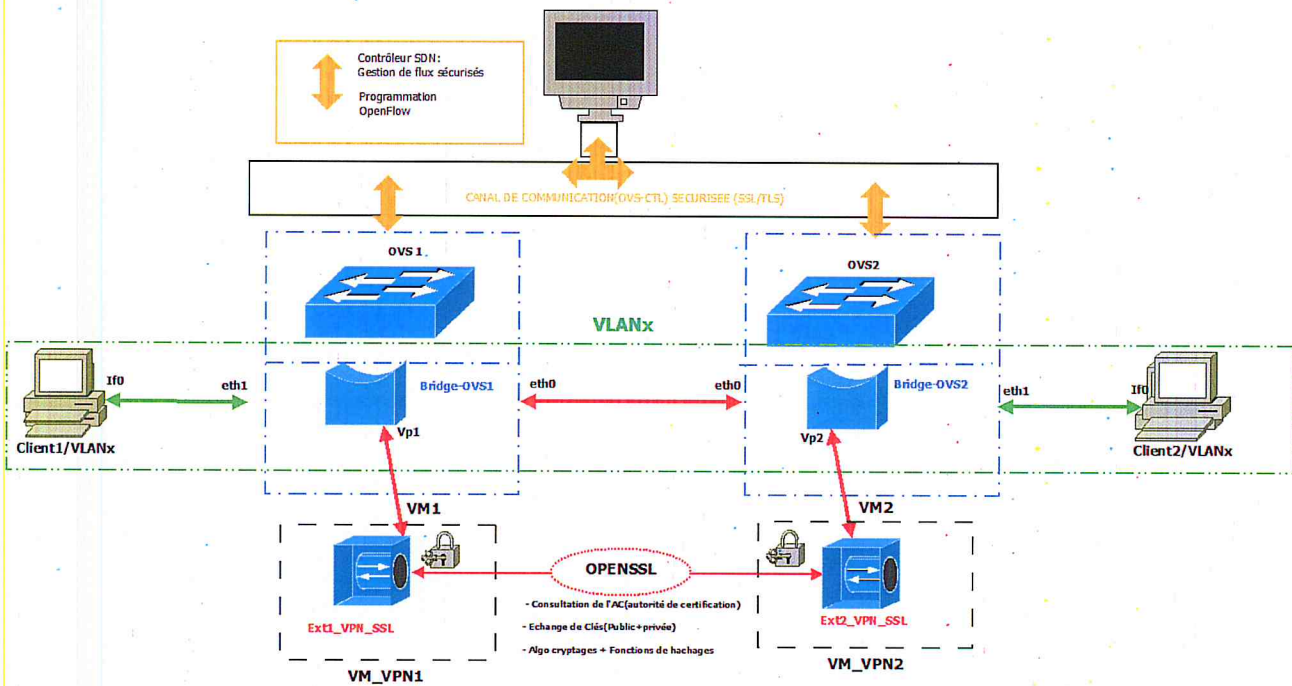 Contrôleur SDN:
Gestion de flux sécurisés
Programmation
OpenFlow
CANAL DE COMMUNICATION(OVS-CTL) SECURISEE (SSL/TLS)
OVS 1
OVS2
VLANx
If0
eth1
Bridge-OVS1
eth0
eth0
Bridge-OVS2
eth1
If0
Client1/VLANx
Vp1
Vp2
Client2/VLANx
VM1
VM2
OPENSSL
- Consultation de l'AC(autorité de certification)
Ext1_VPN_SSL
- Echange de Clés(Public+privée)
Ext2_VPN_SSL
- Algo cryptages + Fonctions de hachages
VM_VPN1
VM_VPN2